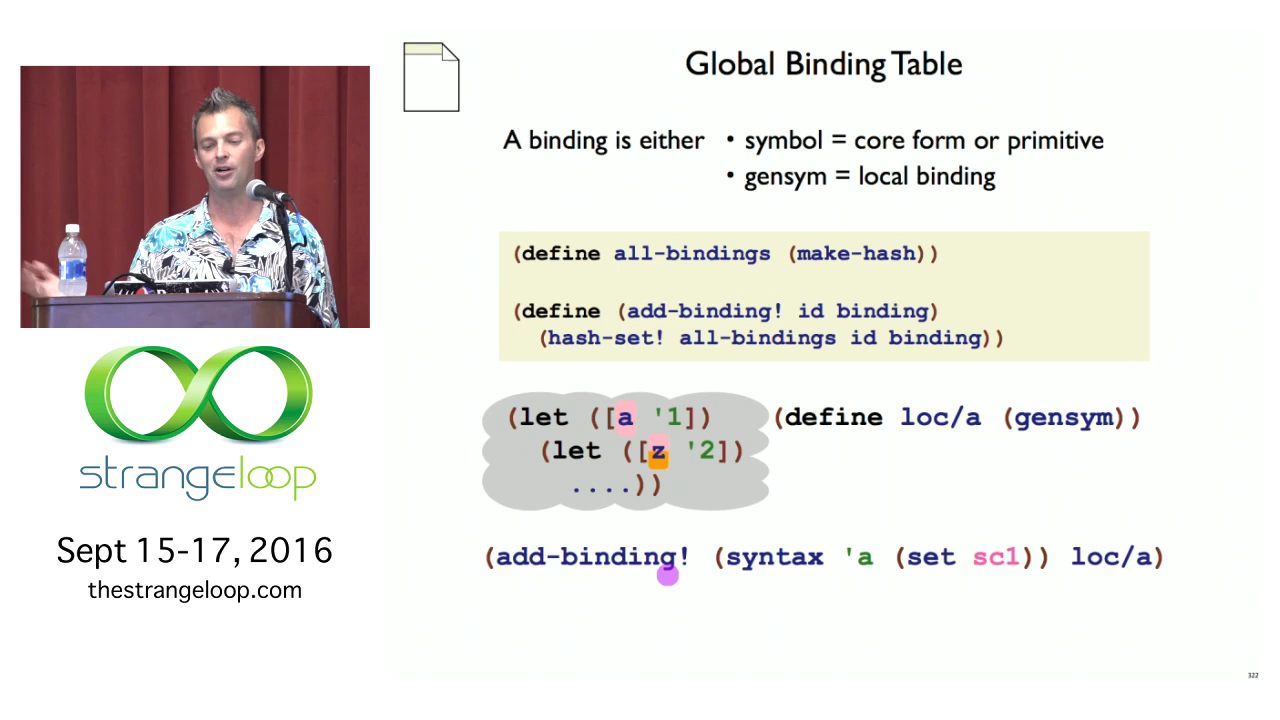 Global Binding Table
A binding is either • symbol = core form or primitive
• gensym = local binding
(define all-bindings (make-hash))
(define (add-binding! id binding)
(hash-set! all-bindings id binding))
(let ([a '1]) (define loc/a (gensym))
(let ([z '2])
....))
(add-binding! (syntax 'a (set sc1)) loc/a)
strangeloop
Sept 15-17, 2016
thestrangeloop.com
322